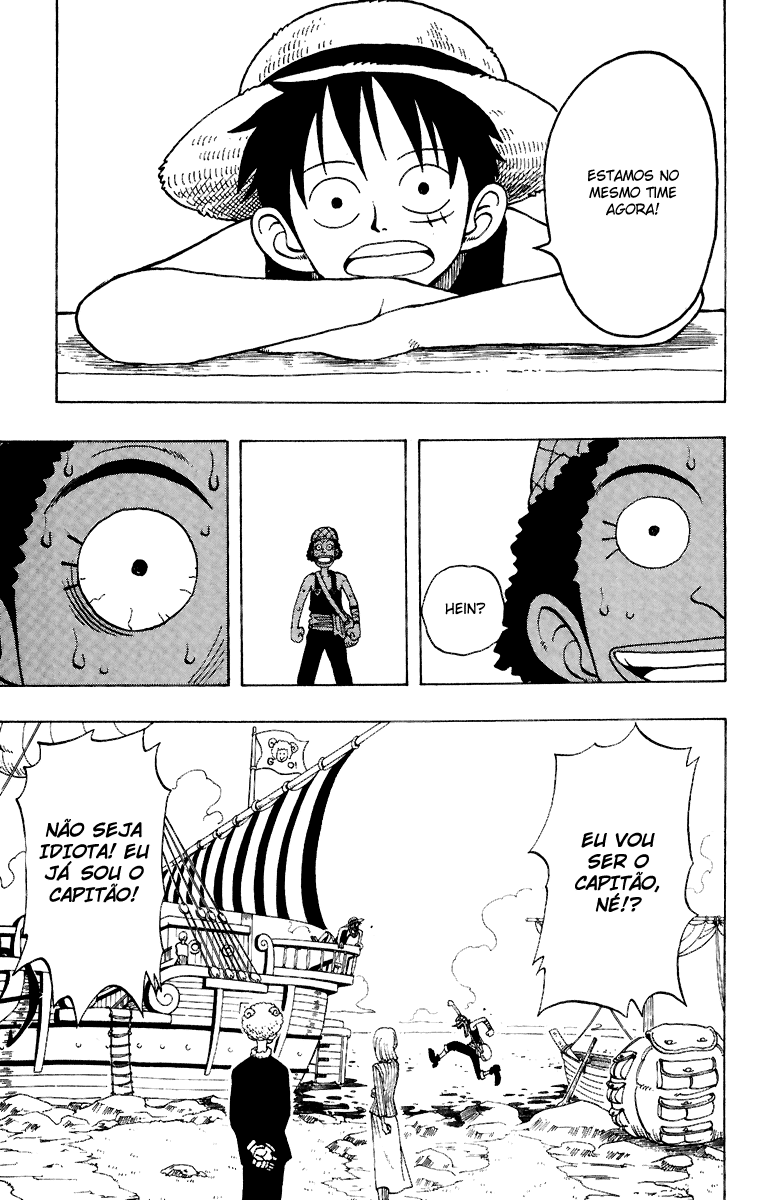 ESTAMOS NO
MESMO TIME
AGORA!
HEIN?
EU VOU
SER O
CAPITÃO,
NÉ!?
NÃO SEJA
IDIOTA! EU
JÁ SOU O
CAPITÃO!